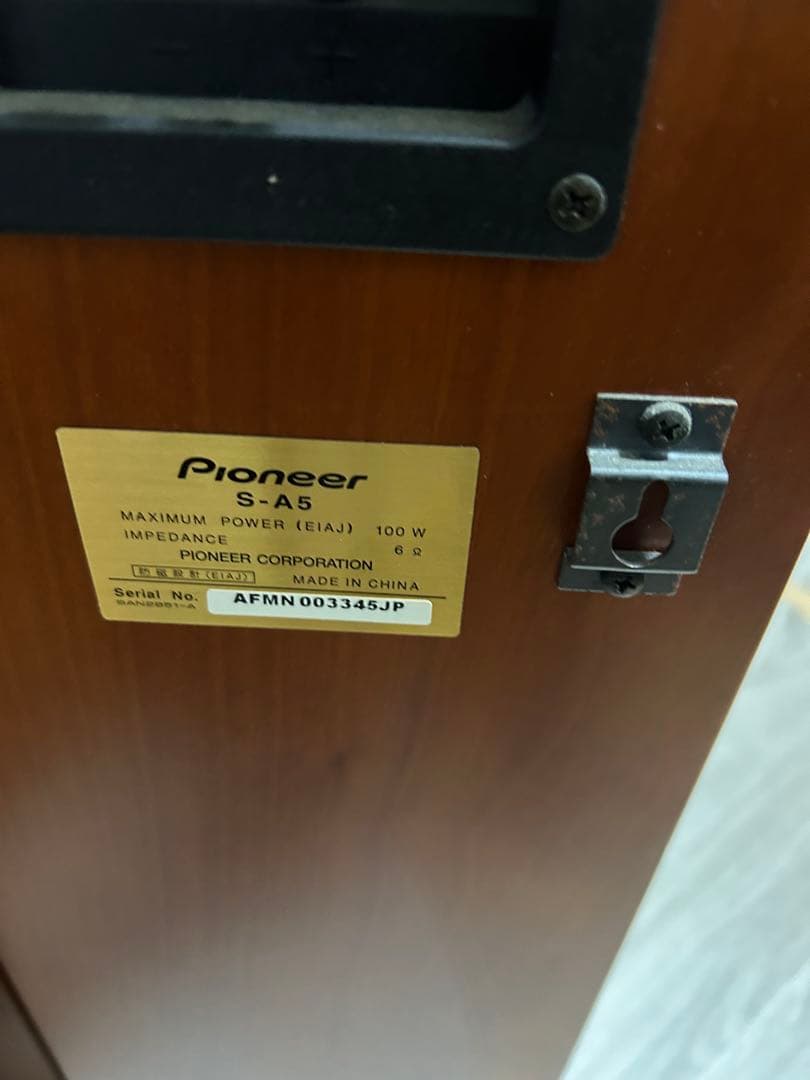 Pioneer
S-A5
MAXIMUM POWER (EIAJ) 100 W
IMPEDANCE 6 Ω
PIONEER CORPORATION
防磁設計(EIAJ) MADE IN CHINA
Serial No. AFMN003345JP
SAN2951-A